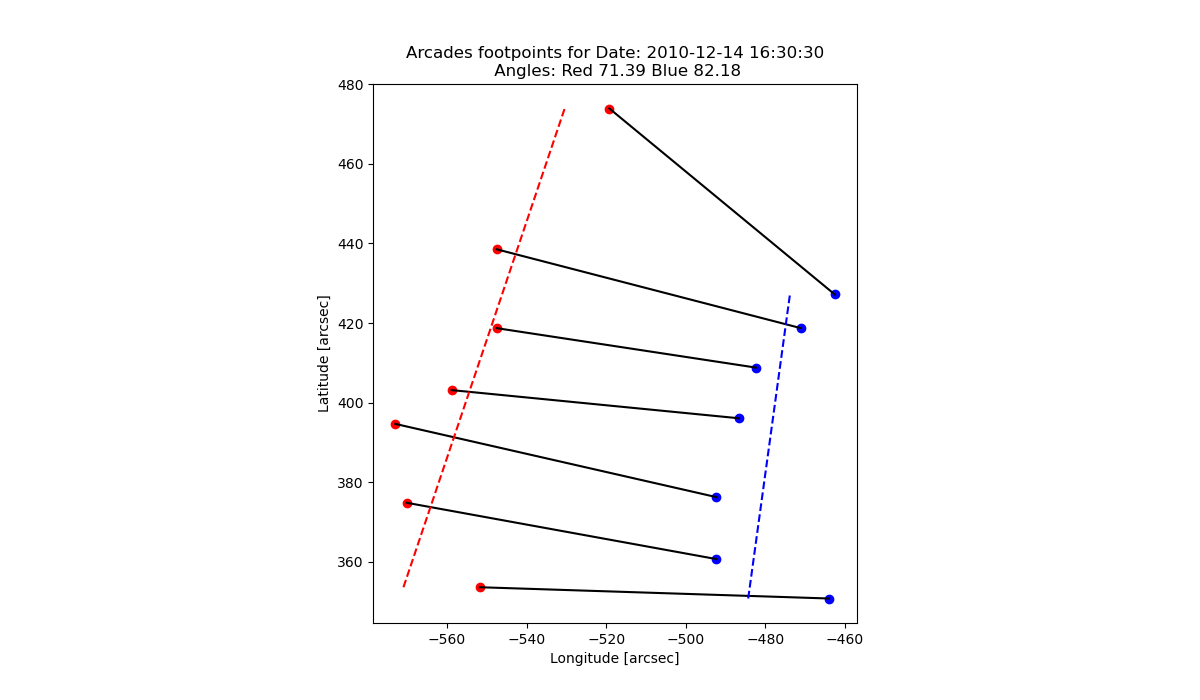 Arcades footpoints for Date: 2010-12-14 16:30:30
Angles: Red 71.39 Blue 82.18
480
460
440
420
400
380
360
Latitude [arcsec]
−560 −540 −520 −500 −480 −460
Longitude [arcsec]